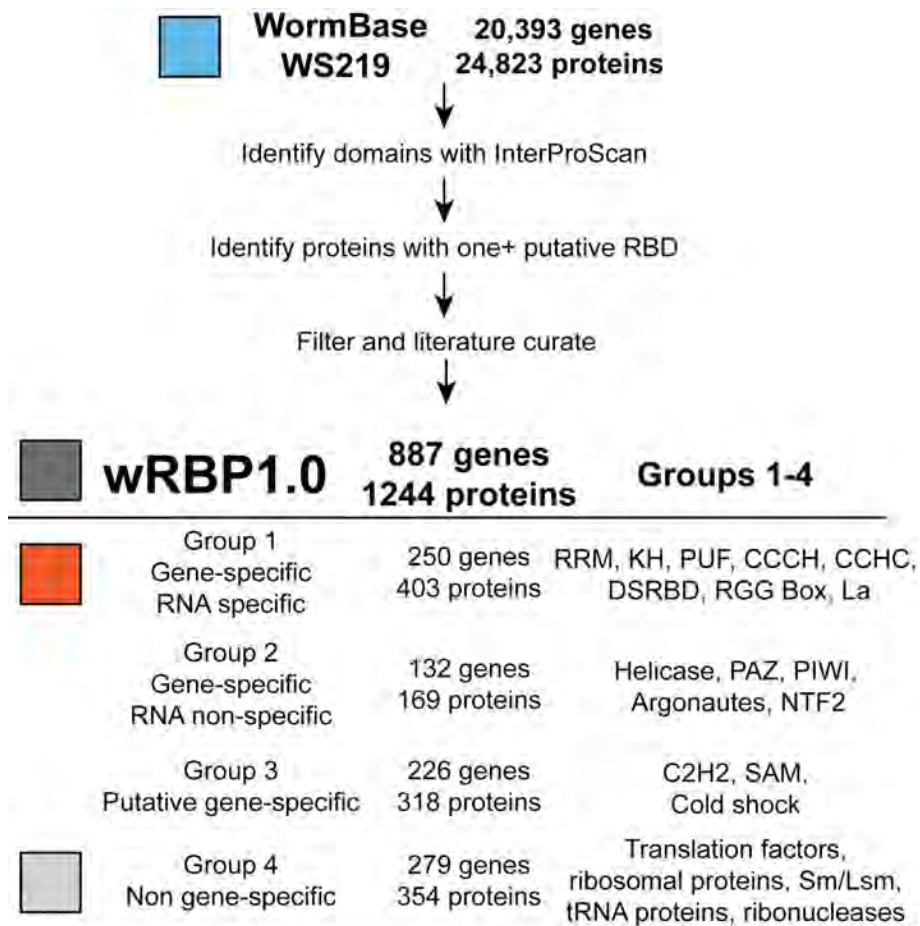 WormBase 20,393 genes
WS219 24,823 proteins
Identify domains with InterProScan
Identify proteins with one+ putative RBD
Filter and literature curate
wRBP1.0
887 genes
1244 proteins
Groups 1-4
Group 1
Gene-specific
RNA specific
250 genes
403 proteins
RRM, KH, PUF, CCCH, CCHC,
DSRBD, RGG Box, La
Group 2
Gene-specific
RNA non-specific
132 genes
169 proteins
Helicase, PAZ, PIWI,
Argonautes, NTF2
Group 3
Putative gene-specific
226 genes
318 proteins
C2H2, SAM,
Cold shock
Group 4
Non gene-specific
279 genes
354 proteins
Translation factors,
ribosomal proteins, Sm/Lsm,
tRNA proteins, ribonucleases